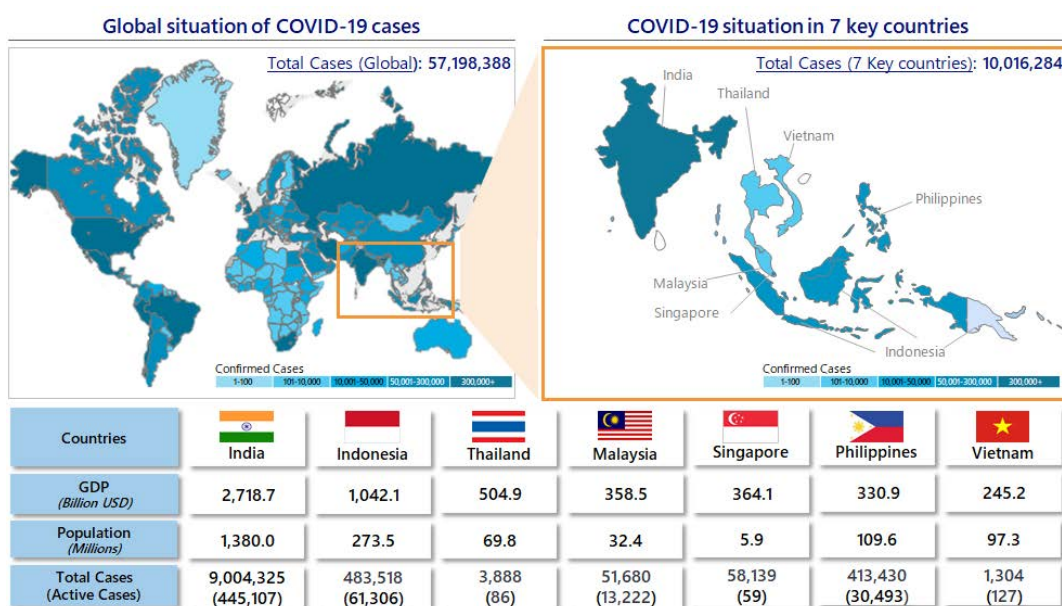 Global situation of COVID-19 cases
Total Cases (Global): 57,198,388
Confirmed Cases
1-100 101-10,000 10,001-50,000 50,001-300,000 300,000+
COVID-19 situation in 7 key countries
Total Cases (7 Key countries): 10,016,284
India
Thailand
Vietnam
Philippines
Malaysia
Singapore
Indonesia
Confirmed Cases
1-100 101-10,000 10,001-50,000 50,001-300,000 300,000+
Countries India Indonesia Thailand Malaysia Singapore Philippines Vietnam
GDP
(Billion USD) 2,718.7 1,042.1 504.9 358.5 364.1 330.9 245.2
Population
(Millions) 1,380.0 273.5 69.8 32.4 5.9 109.6 97.3
Total Cases 9,004,325 483,518 3,888 51,680 58,139 413,430 1,304
(Active Cases) (445,107) (61,306) (86) (13,222) (59) (30,493) (127)